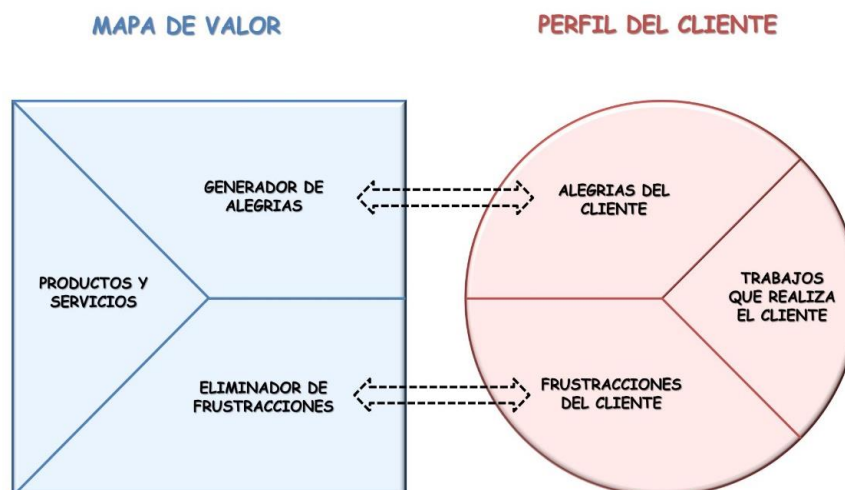 MAPA DE VALOR
PERFIL DEL CLIENTE
GENERADOR DE
ALEGRIAS
ALEGRIAS DEL
CLIENTE
PRODUCTOS Y
SERVICIOS
TRABAJOS
QUE REALIZA
EL CLIENTE
ELIMINADOR DE
FRUSTRACCIONES
FRUSTRACCIONES
DEL CLIENTE